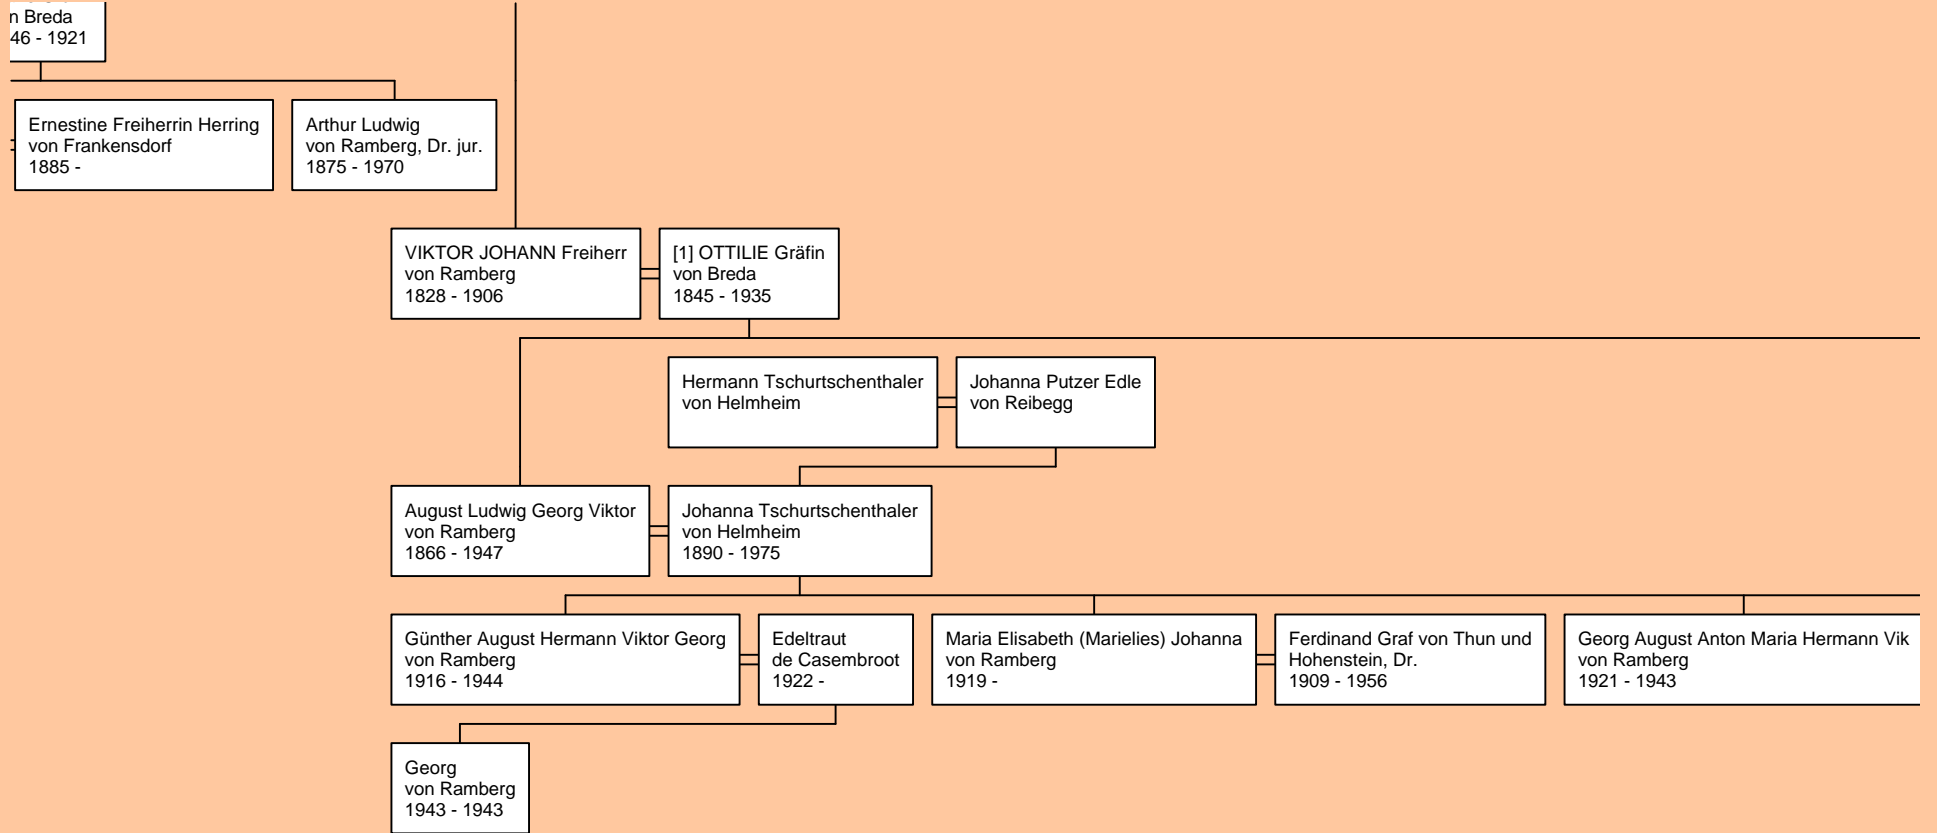 n Breda
46 - 1921
Ernestine Freiherrin Herring
von Frankensdorf
1885 -
Arthur Ludwig
von Ramberg, Dr. jur.
1875 - 1970
VIKTOR JOHANN Freiherr
von Ramberg
1828 - 1906
[1] OTTILIE Gräfin
von Breda
1845 - 1935
Hermann Tschurtschenthaler
von Helmheim
Johanna Putzer Edle
von Reibegg
August Ludwig Georg Viktor
von Ramberg
1866 - 1947
Johanna Tschurtschenthaler
von Helmheim
1890 - 1975
Günther August Hermann Viktor Georg
von Ramberg
1916 - 1944
Edeltraut
de Casembroot
1922 -
Maria Elisabeth (Marielies) Johanna
von Ramberg
1919 -
Ferdinand Graf von Thun und
Hohenstein, Dr.
1909 - 1956
Georg August Anton Maria Hermann Vik
von Ramberg
1921 - 1943
Georg
von Ramberg
1943 - 1943